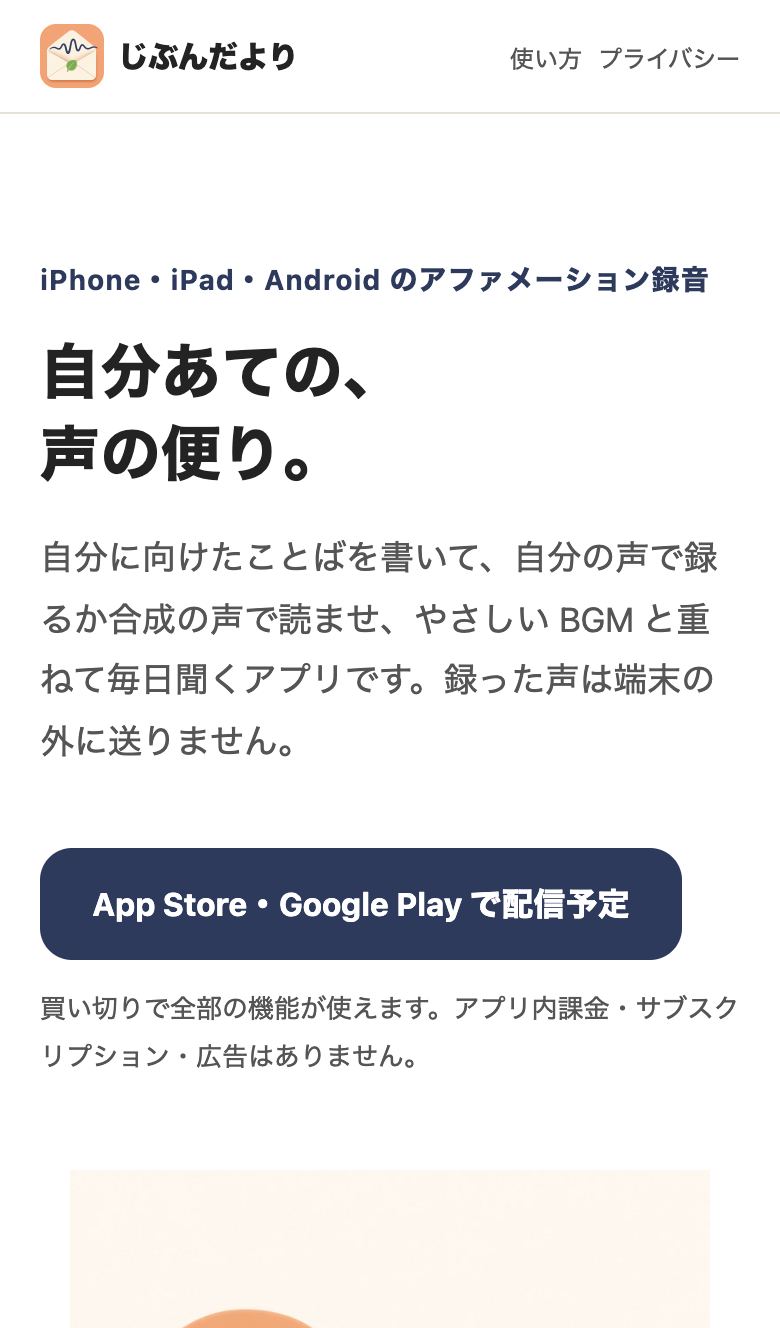 じぶんだより
使い方 プライバシー
iPhone・iPad・Android のアファメーション録音
自分あての、
声の便り。
自分に向けたことばを書いて、自分の声で録
るか合成の声で読ませ、やさしい BGM と重
ねて毎日聞くアプリです。録った声は端末の
外に送りません。
App Store・Google Play で配信予定
買い切りで全部の機能が使えます。アプリ内課金・サブスク
リプション・広告はありません。